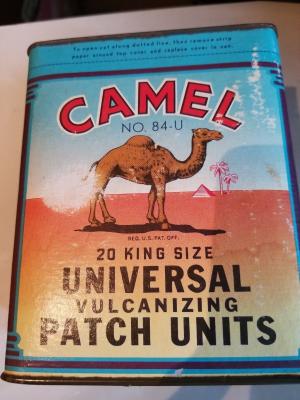 To open cut along dotted line, then remove strip
paper around top cover and replace cover to can.
CAMEL
NO. 84-U
REG. U.S. PAT. OFF.
20 KING SIZE
UNIVERSAL
VULCANIZING
PATCH UNITS